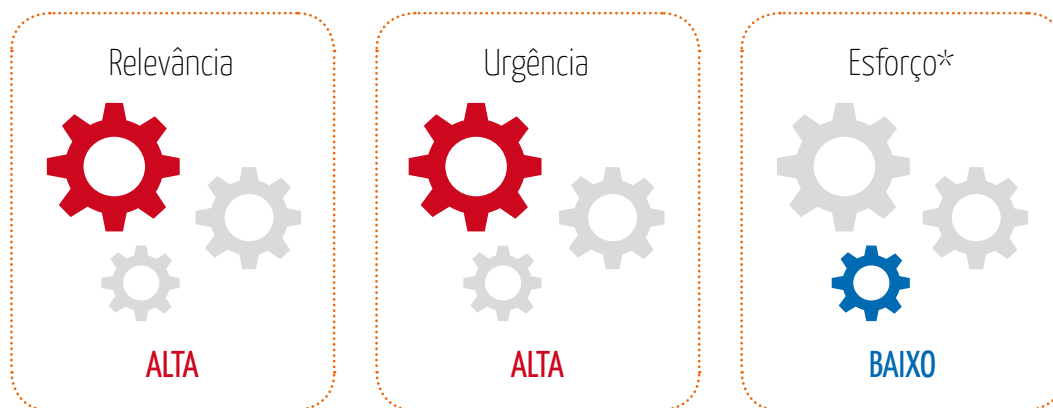 Relevância
Urgência
Esforço*
ALTA
ALTA
BAIXO